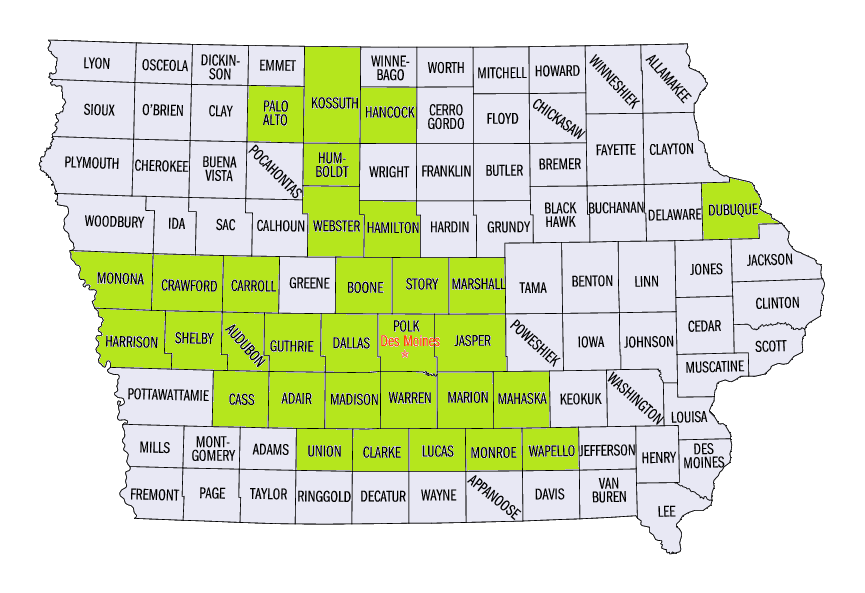 LYON
OSCEOLA
DICKIN-
SON
EMMET
KOSSUTH
WINNE-
BAGO
WORTH
MITCHELL
HOWARD
WINNESHIEK
ALLAMAKEE
SIOUX
O'BRIEN
CLAY
PALO
ALTO
HANCOCK
CERRO
GORDO
FLOYD
CHICKASAW
FAYETTE
CLAYTON
PLYMOUTH
CHEROKEE
BUENA
VISTA
POCAHONTAS
HUM-
BOLDT
WRIGHT
FRANKLIN
BUTLER
BREMER
WOODBURY
IDA
SAC
CALHOUN
WEBSTER
HAMILTON
HARDIN
GRUNDY
BLACK
HAWK
BUCHANAN
DELAWARE
DUBUQUE
MONONA
CRAWFORD
CARROLL
GREENE
BOONE
STORY
MARSHALL
TAMA
BENTON
LINN
JONES
JACKSON
CLINTON
HARRISON
SHELBY
AUDUBON
GUTHRIE
DALLAS
POLK
Des Moines
JASPER
POWESHIEK
IOWA
JOHNSON
CEDAR
SCOTT
MUSCATINE
POTTAWATTAMIE
CASS
ADAIR
MADISON
WARREN
MARION
MAHASKA
KEOKUK
WASHINGTON
LOUISA
MILLS
MONT-
GOMERY
ADAMS
UNION
CLARKE
LUCAS
MONROE
WAPELLO
JEFFERSON
HENRY
DES
MOINES
FREMONT
PAGE
TAYLOR
RINGGOLD
DECATUR
WAYNE
APPANOOSE
DAVIS
VAN
BUREN
LEE